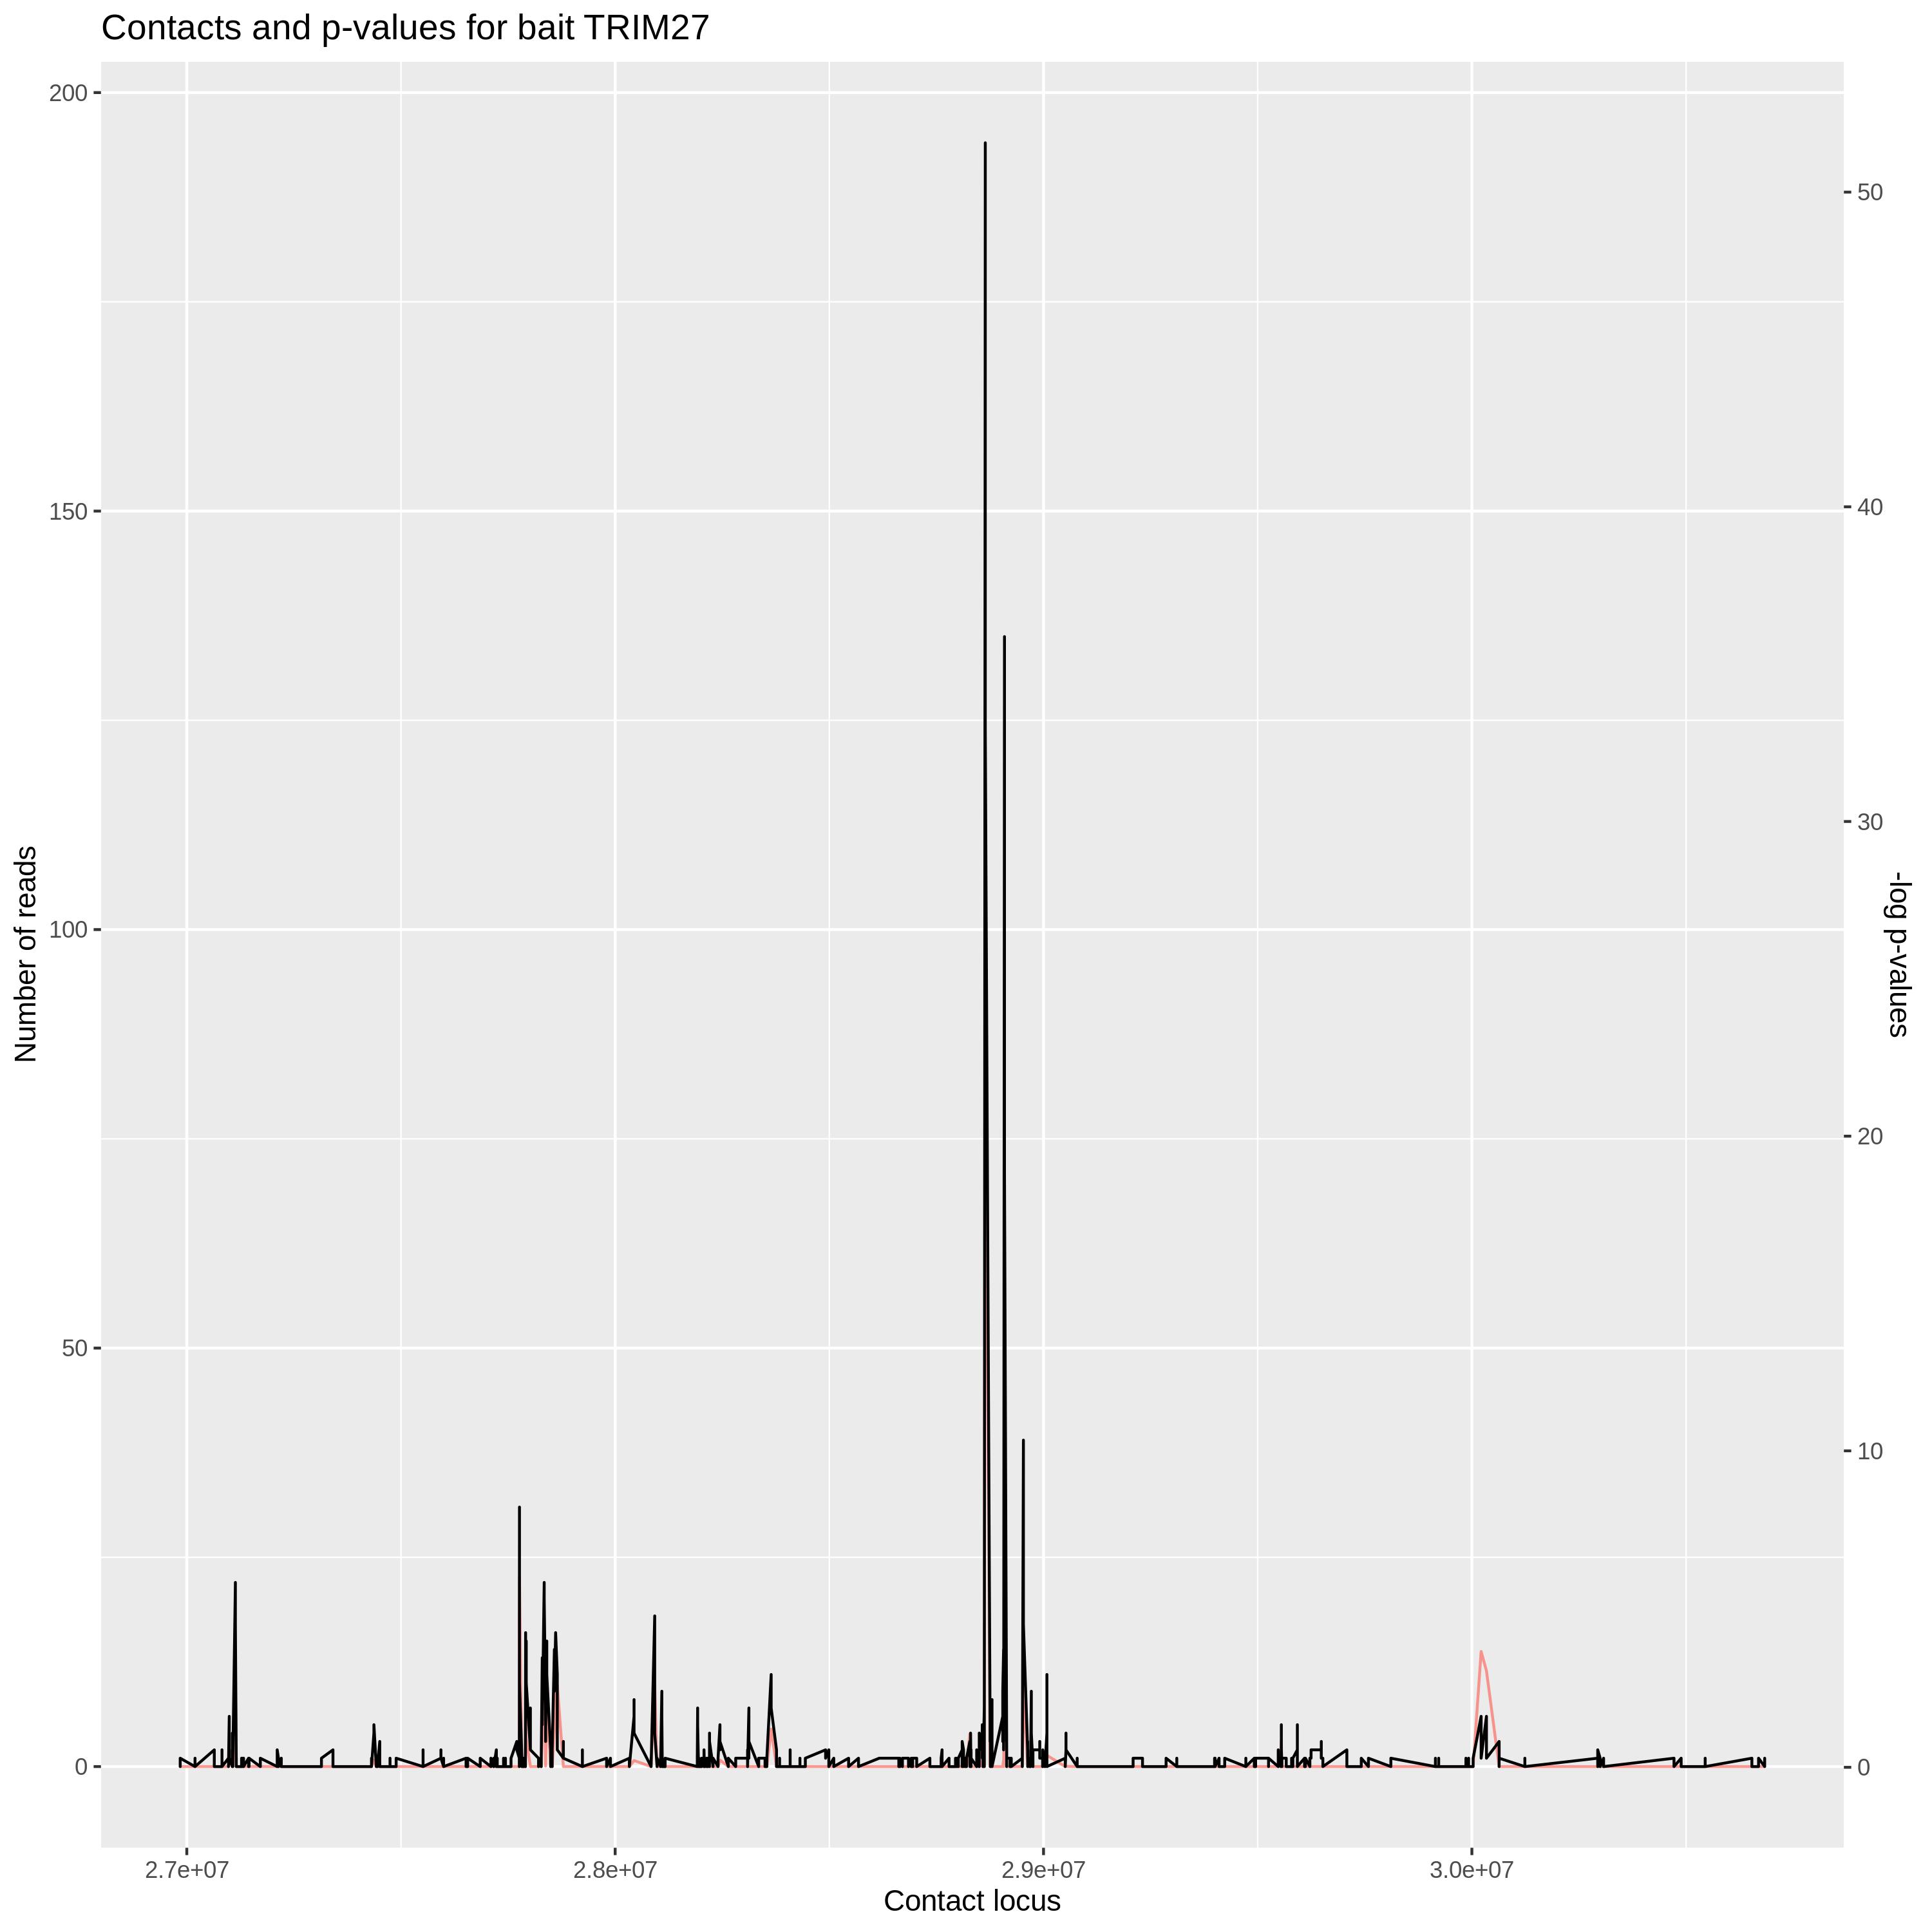 Contacts and p-values for bait TRIM27
200
150
100
50
0
Number of reads
50
40
30
20
10
0
-log p-values
2.7e+07
2.8e+07
2.9e+07
3.0e+07
Contact locus